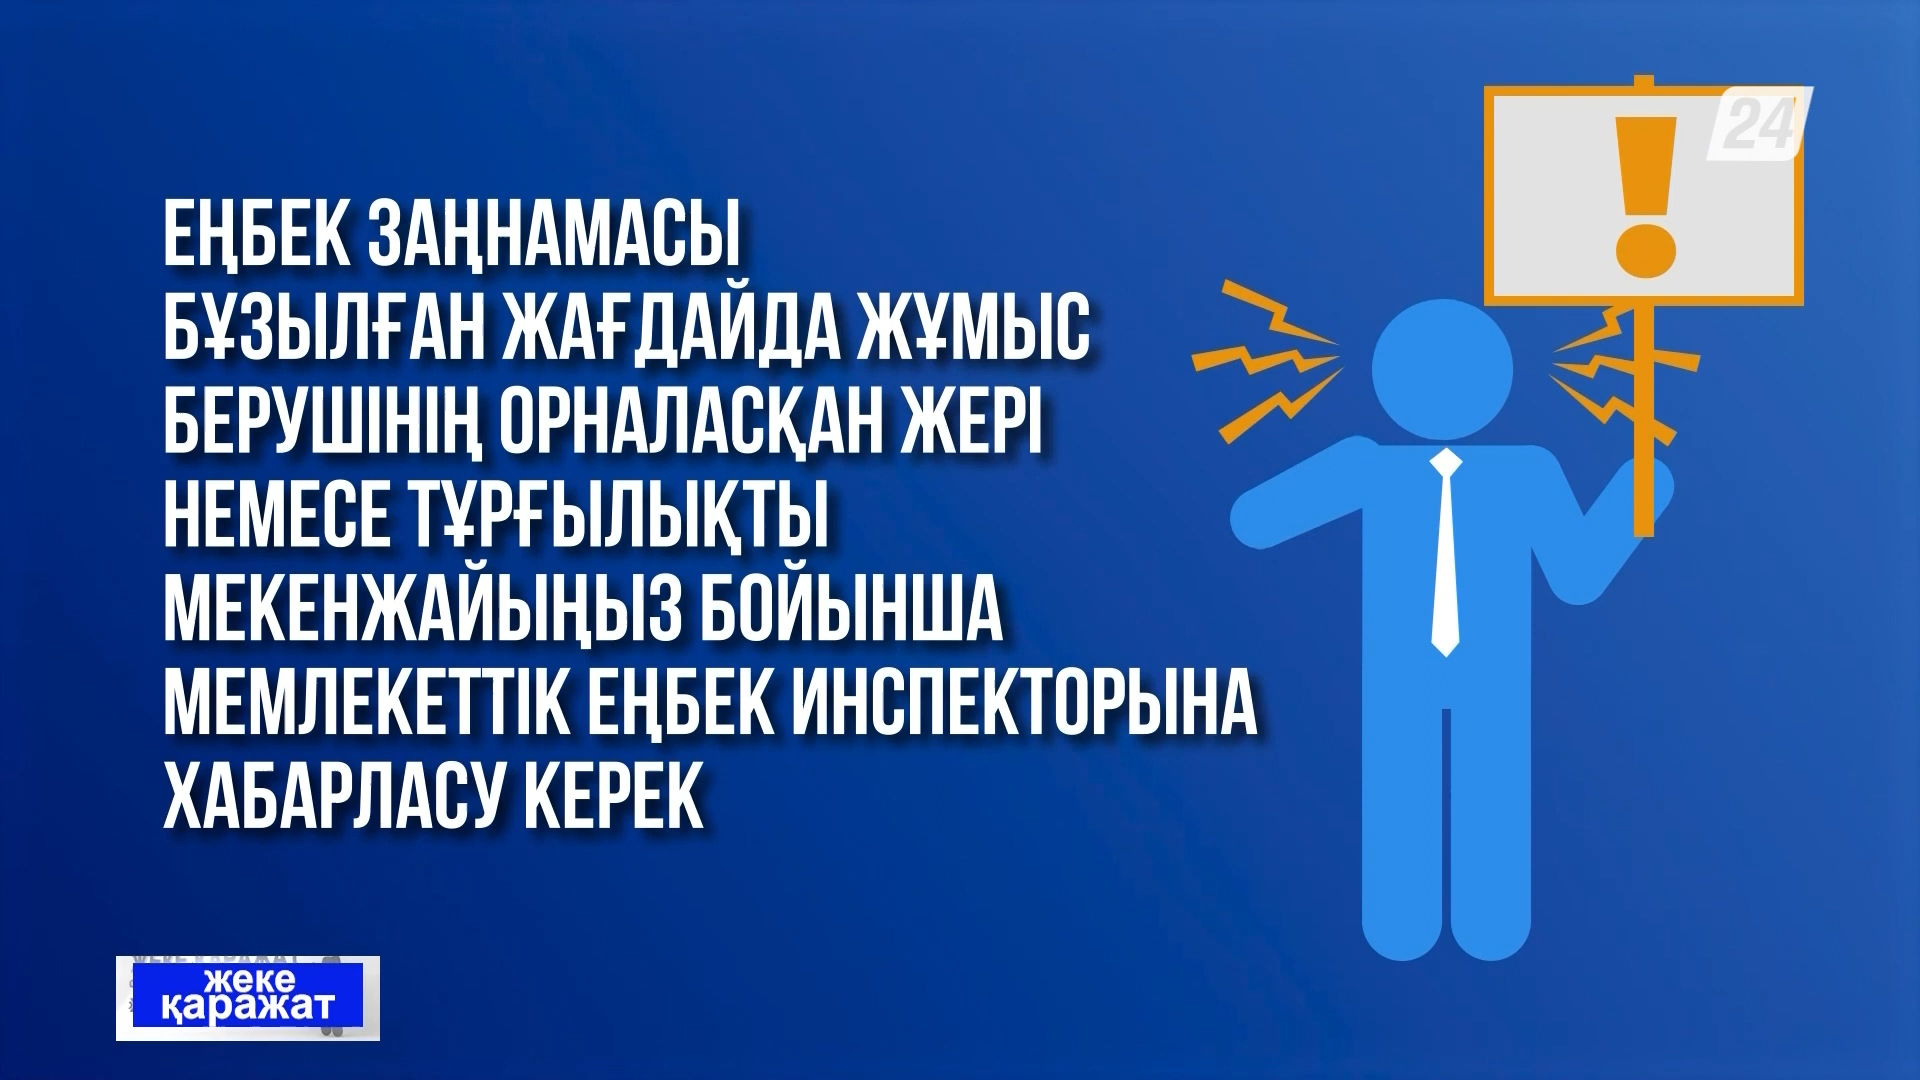 24
ЕҢБЕК ЗАҢНАМАСЫ
БҰЗЫЛҒАН ЖАҒДАЙДА ЖҰМЫС
БЕРУШІНІҢ ОРНАЛАСҚАН ЖЕРІ
НЕМЕСЕ ТҰРҒЫЛЫҚТЫ
МЕКЕНЖАЙЫҢЫЗ БОЙЫНША
МЕМЛЕКЕТТІК ЕҢБЕК ИНСПЕКТОРЫНА
ХАБАРЛАСУ КЕРЕК
!
жеке
қаражат